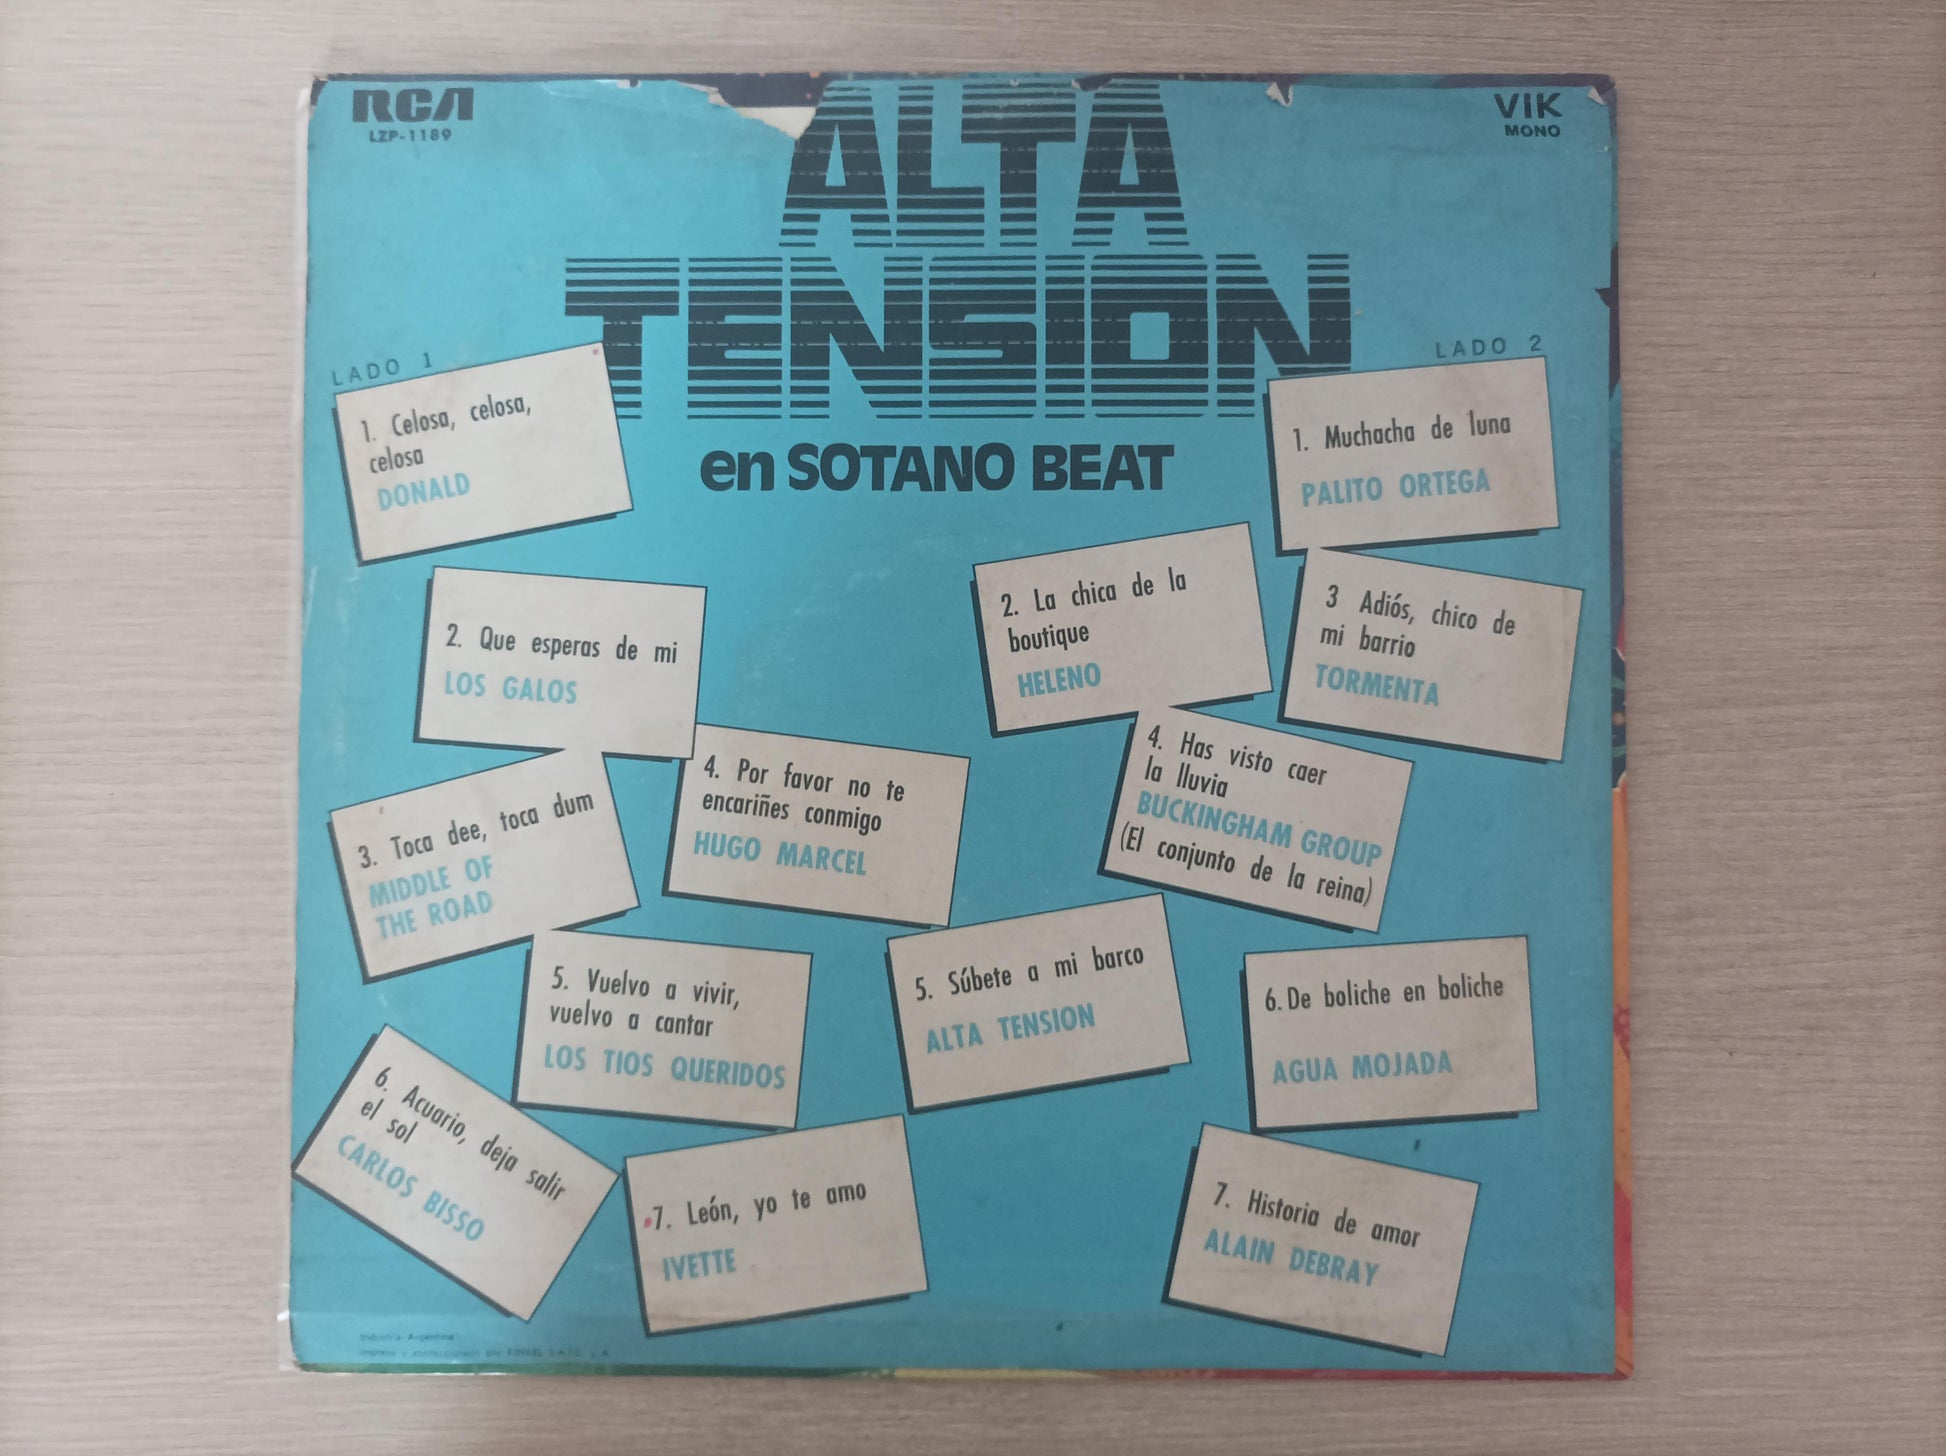 RCA
LZP-1189
VIK
MONO
ALTA
TENSION
en SOTANO BEAT
LADO 1
1. Celosa, celosa,
celosa
DONALD
2. Que esperas de mi
LOS GALOS
3. Toca dee, toca dum
MIDDLE OF
THE ROAD
4. Por favor no te
encariñes conmigo
HUGO MARCEL
5. Vuelvo a vivir,
vuelvo a cantar
LOS TIOS QUERIDOS
6. Acuario, deja salir
el sol
CARLOS BISSO
7. León, yo te amo
IVETTE
LADO 2
1. Muchacha de luna
PALITO ORTEGA
2. La chica de la
boutique
HELENO
3 Adiós, chico de
mi barrio
TORMENTA
4. Has visto caer
la lluvia
BUCKINGHAM GROUP
(El conjunto de la reina)
5. Súbete a mi barco
ALTA TENSION
6. De boliche en boliche
AGUA MOJADA
7. Historia de amor
ALAIN DEBRAY
Industria Argentina
Impreso y confeccionado por